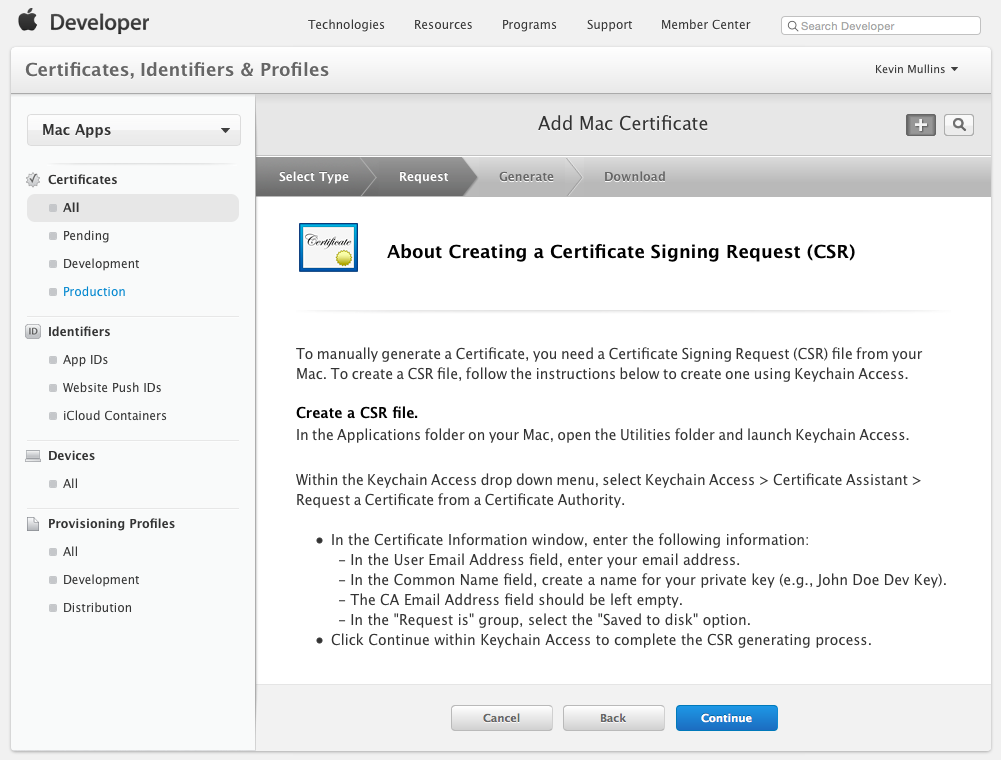 Developer
Technologies
Resources
Programs
Support
Member Center
Search Developer
Certificates, Identifiers & Profiles
Kevin Mullins
Mac Apps
Certificates
All
Pending
Development
Production
ID
Identifiers
App IDs
Website Push IDs
iCloud Containers
Devices
All
Provisioning Profiles
All
Development
Distribution
Add Mac Certificate
Select Type
Request
Generate
Download
Certificate
About Creating a Certificate Signing Request (CSR)
To manually generate a Certificate, you need a Certificate Signing Request (CSR) file from your
Mac. To create a CSR file, follow the instructions below to create one using Keychain Access.
Create a CSR file.
In the Applications folder on your Mac, open the Utilities folder and launch Keychain Access.
Within the Keychain Access drop down menu, select Keychain Access > Certificate Assistant >
Request a Certificate from a Certificate Authority.
• In the Certificate Information window, enter the following information:
– In the User Email Address field, enter your email address.
– In the Common Name field, create a name for your private key (e.g., John Doe Dev Key).
– The CA Email Address field should be left empty.
– In the "Request is" group, select the "Saved to disk" option.
• Click Continue within Keychain Access to complete the CSR generating process.
Cancel
Back
Continue